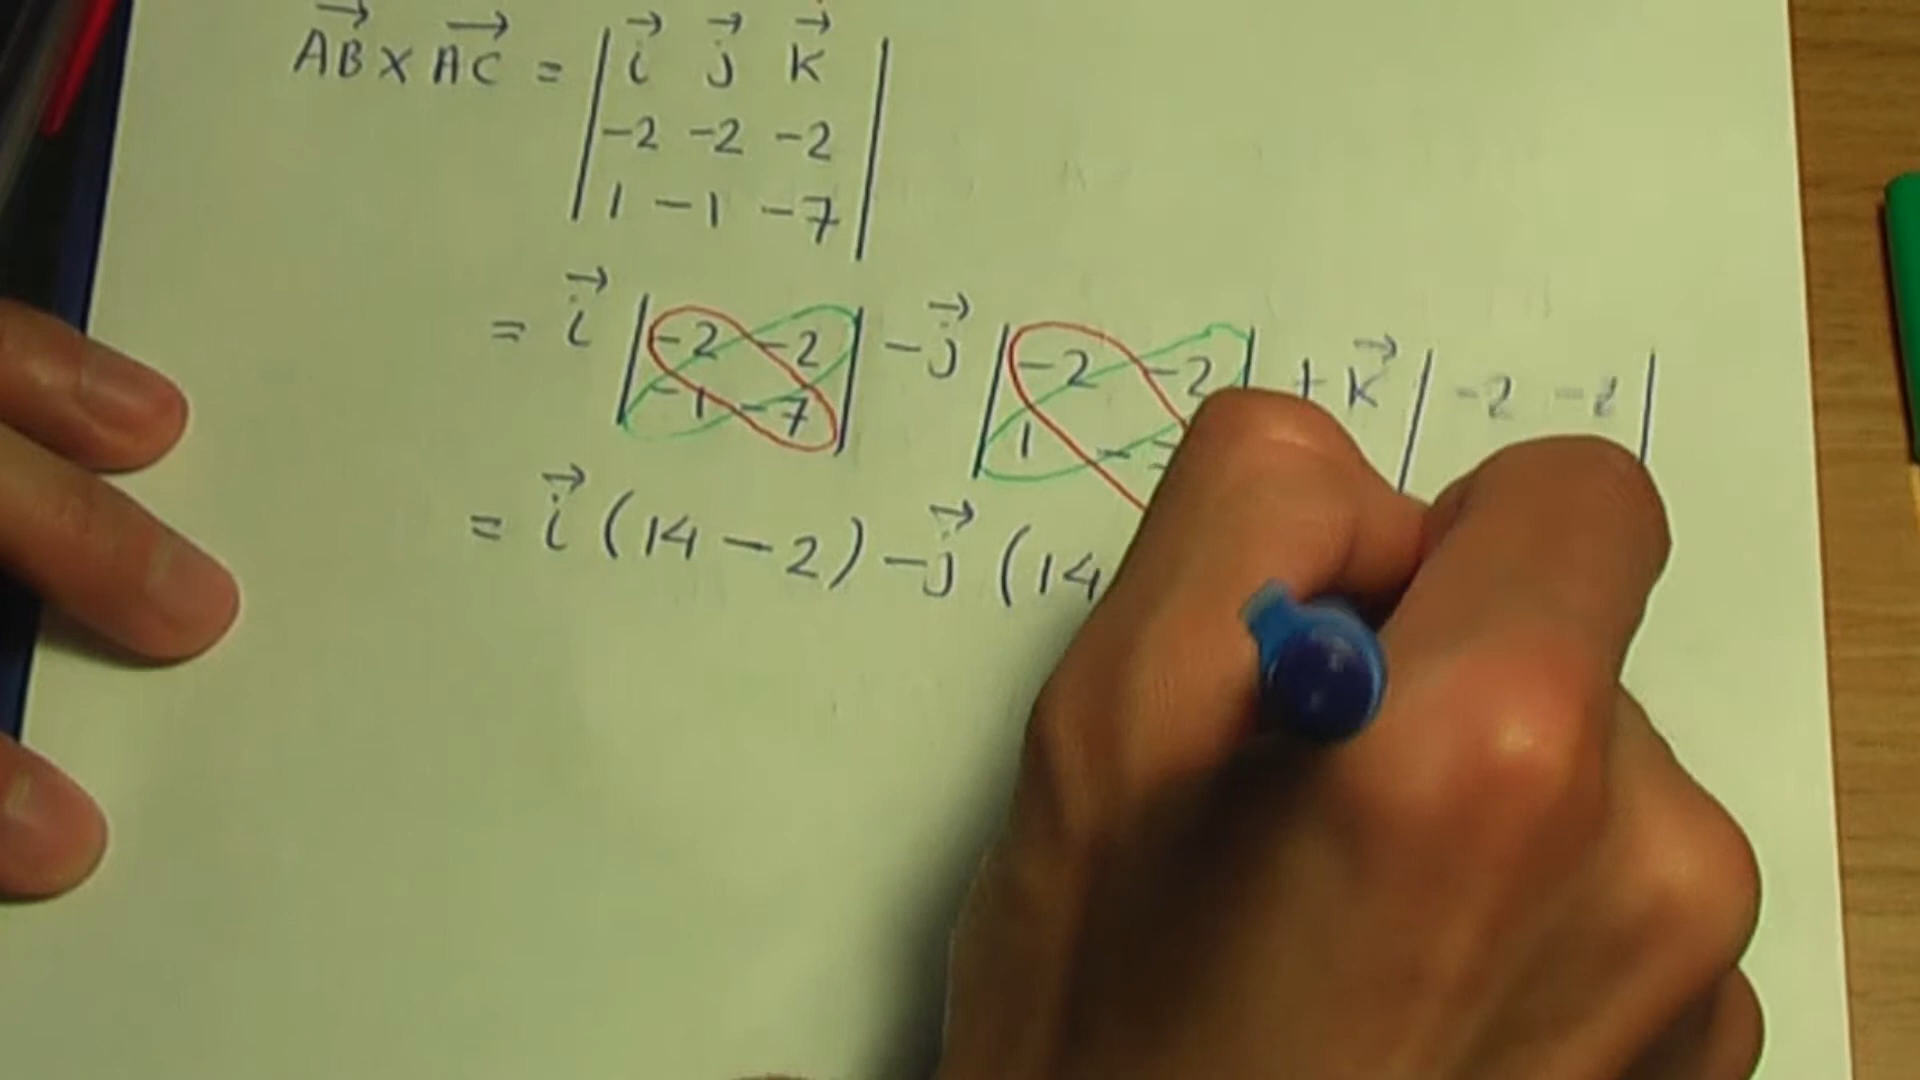 AB × AC = | i j k |
-2 -2 -2
1 -1 -7
= i | -2 -2 | - j | -2 -2 | + k | -2 -2 |
-1 -7 1 -
= i (14 - 2) - j (14